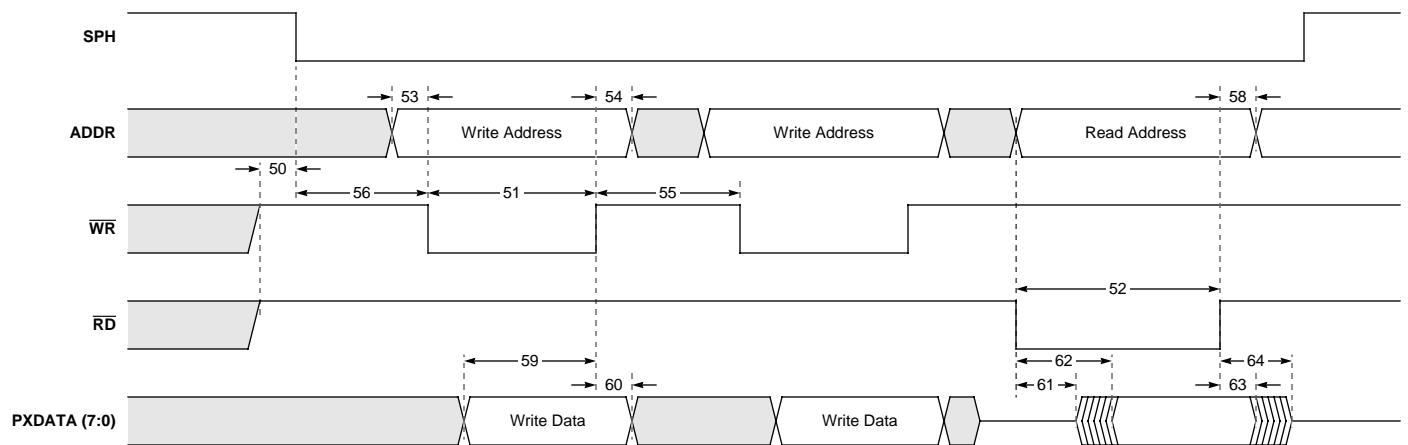 SPH
53
54
58
ADDR
Write Address
Write Address
Read Address
50
56
51
55
WR
52
RD
59
62
64
60
61
63
PXDATA (7:0)
Write Data
Write Data